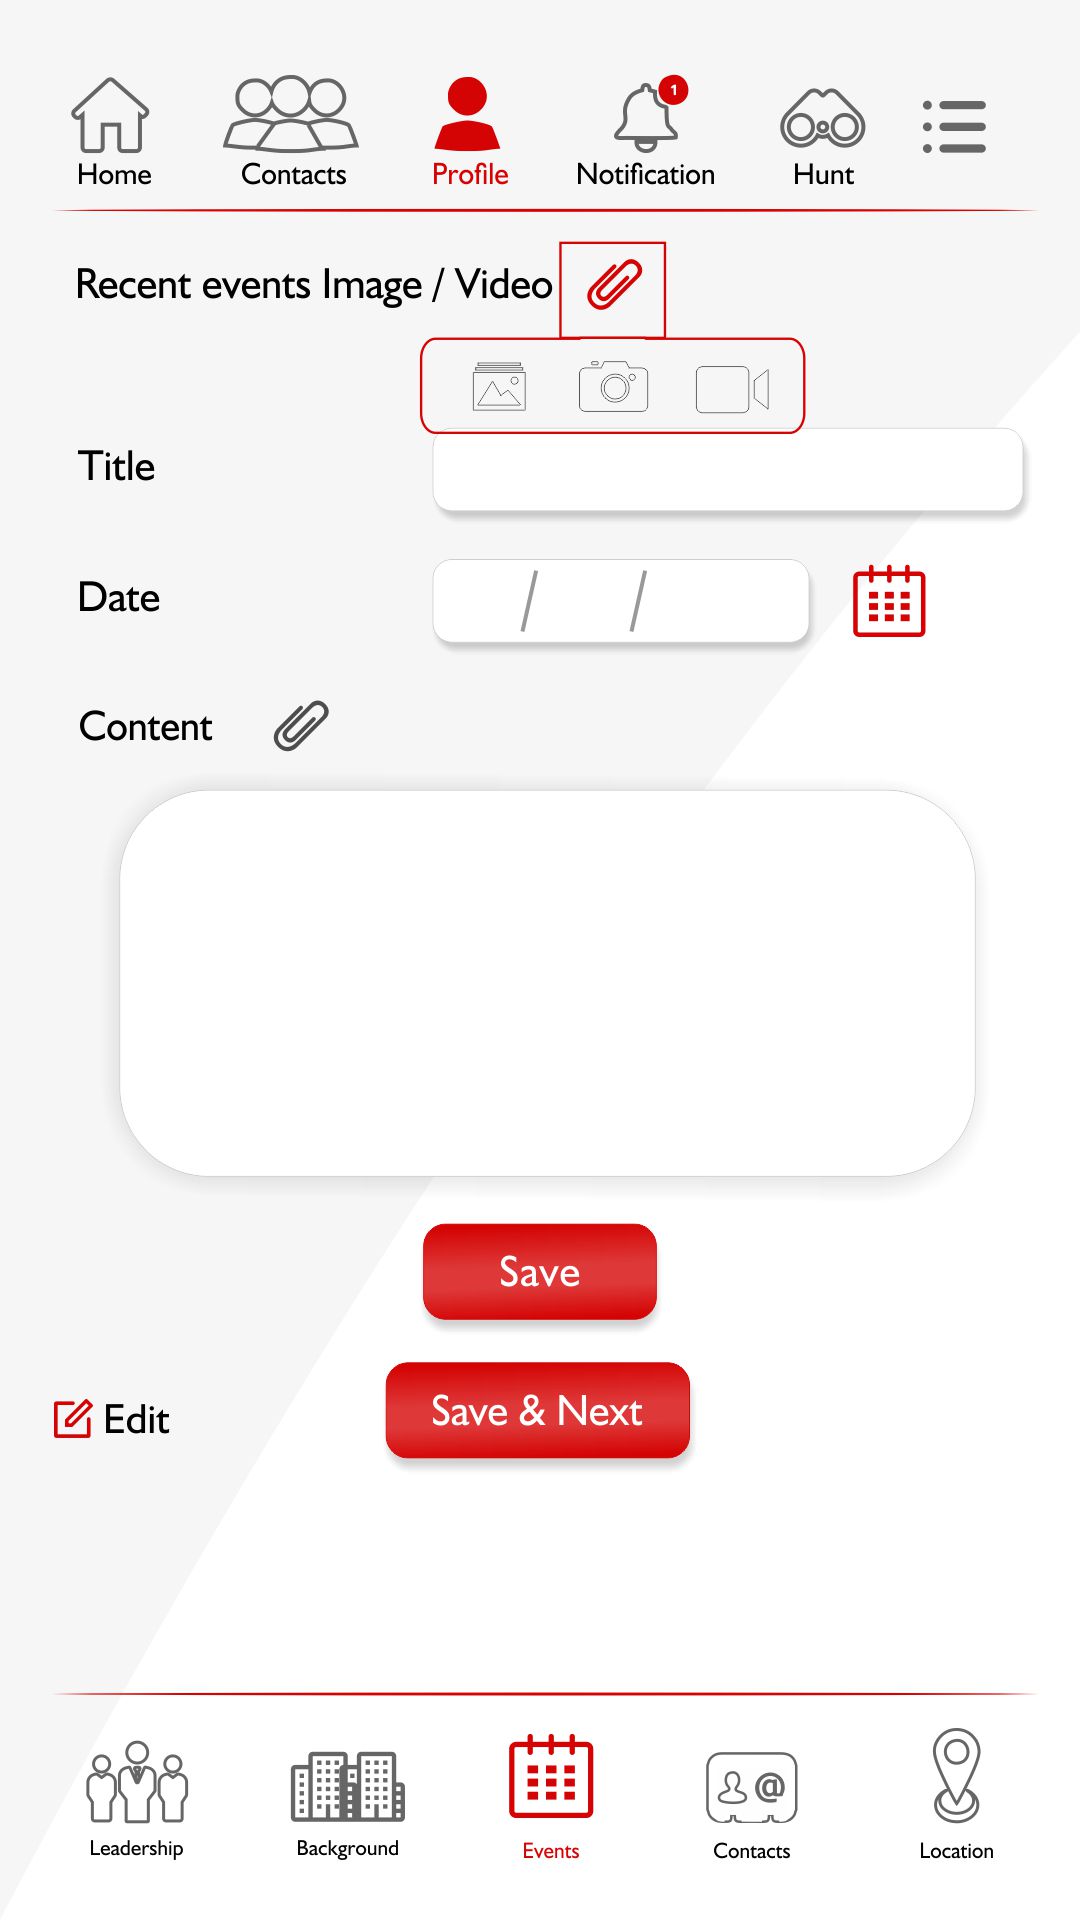 1
Home Contacts Profile Notification Hunt
Recent events Image / Video
Title
Date / /
Content
Save
Save & Next
Edit
@
Leadership Background Events Contacts Location